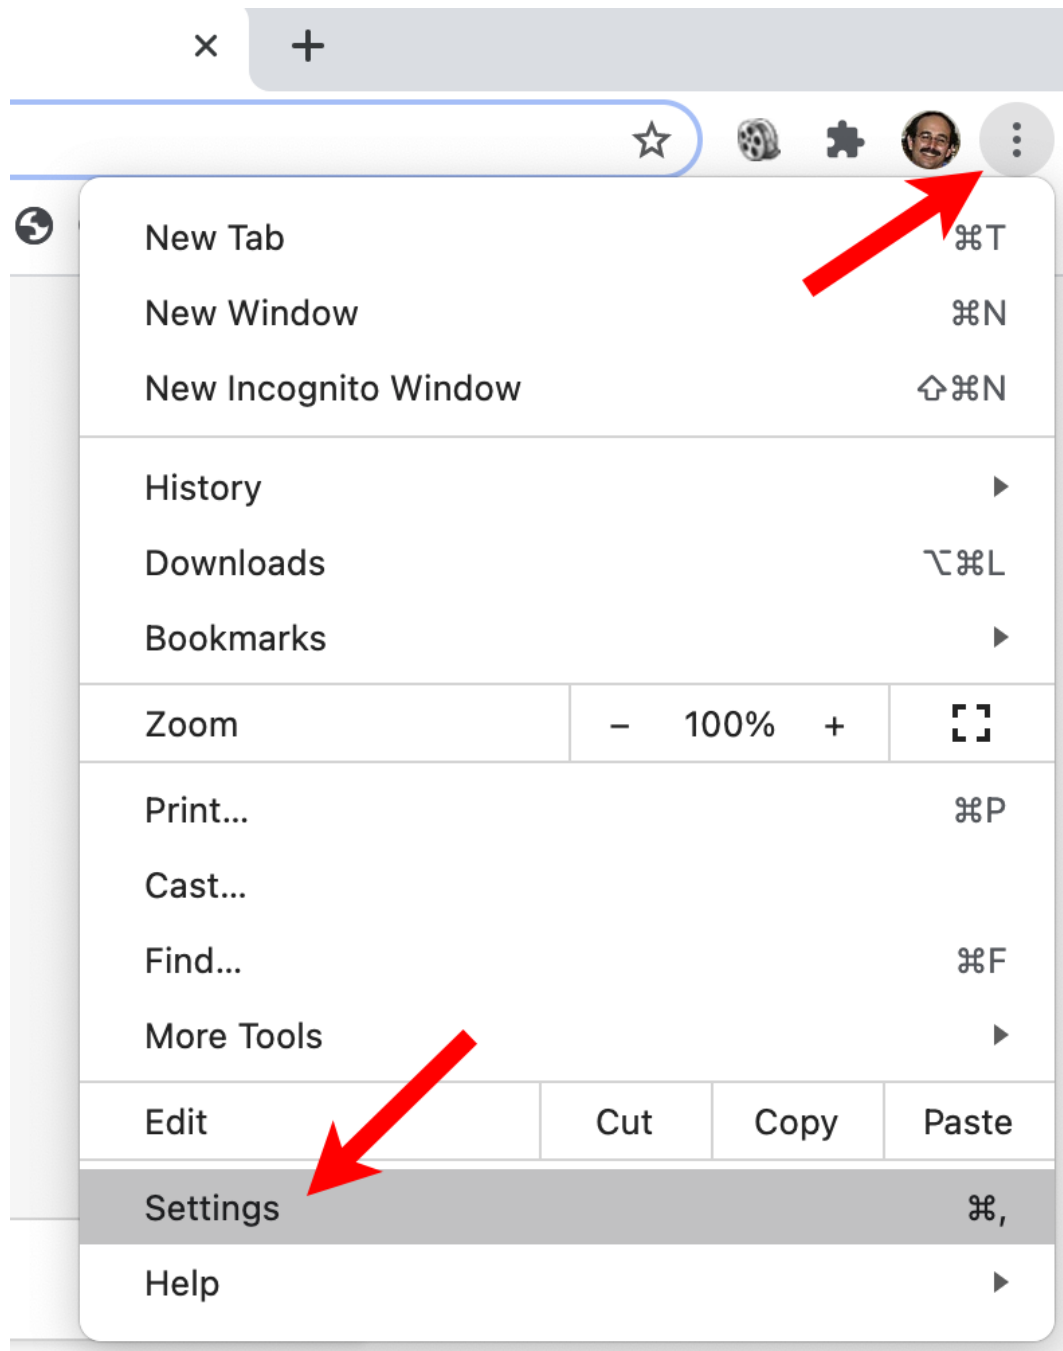 New Tab ⌘T
New Window ⌘N
New Incognito Window ⇧⌘N
History
Downloads ⌥⌘L
Bookmarks
Zoom − 100% +
Print... ⌘P
Cast...
Find... ⌘F
More Tools
Edit Cut Copy Paste
Settings ⌘,
Help